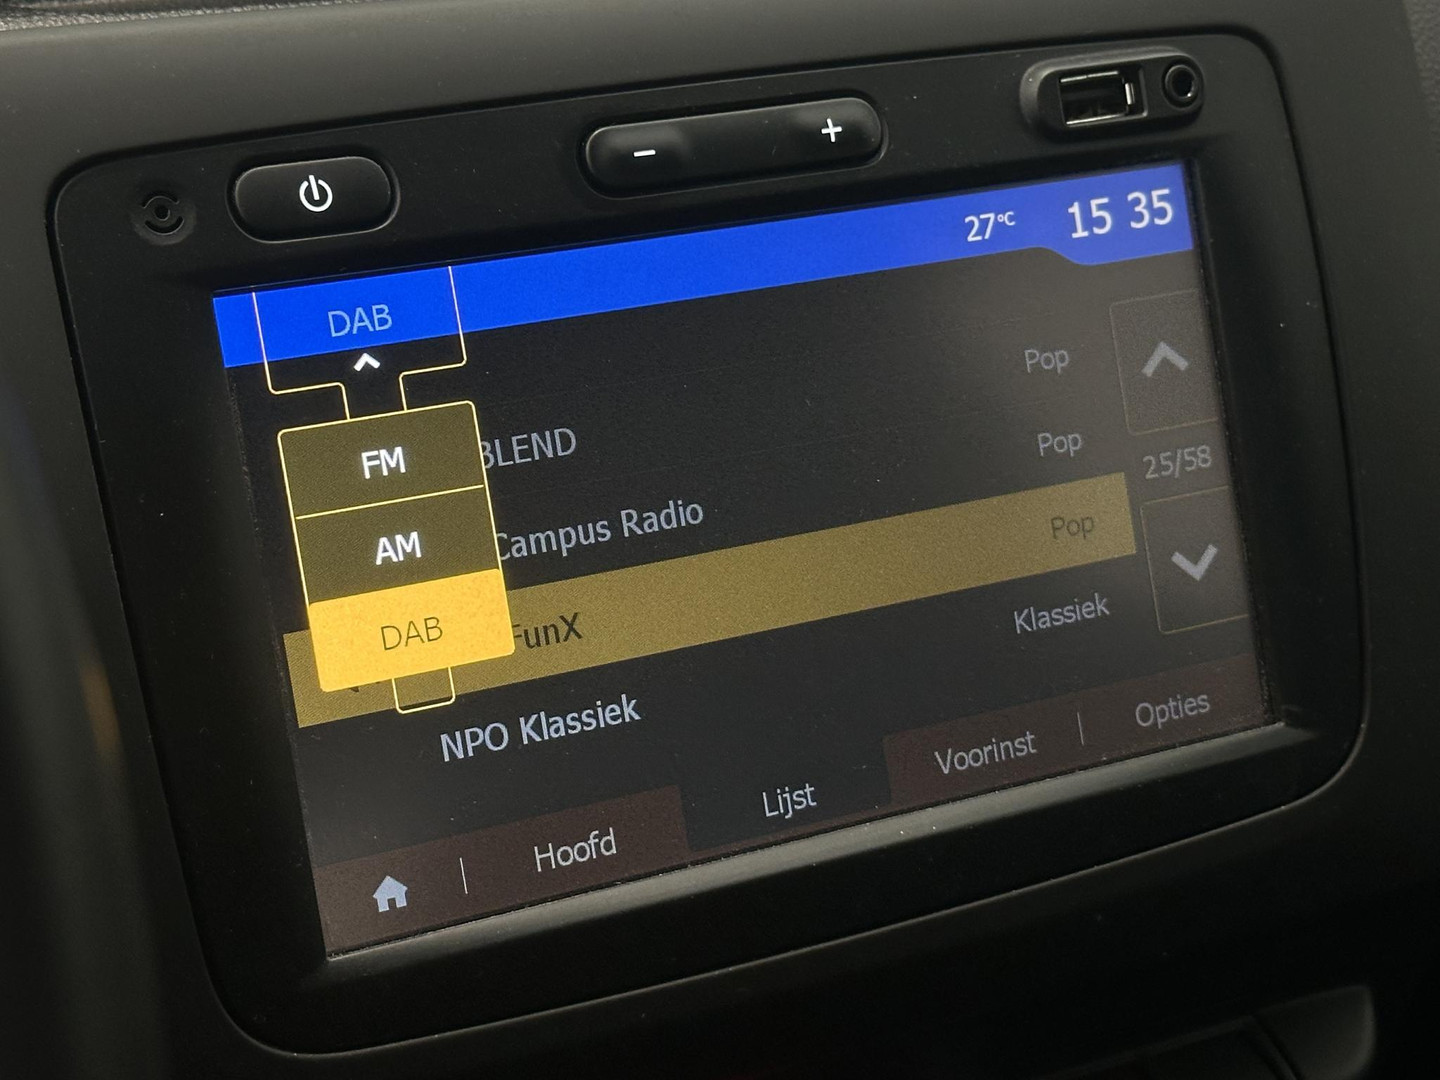 27°C 15 35
DAB
Pop
FM
BLEND Pop
25/58
AM
Campus Radio Pop
DAB
FunX Klassiek
NPO Klassiek
Hoofd Lijst Voorinst Opties